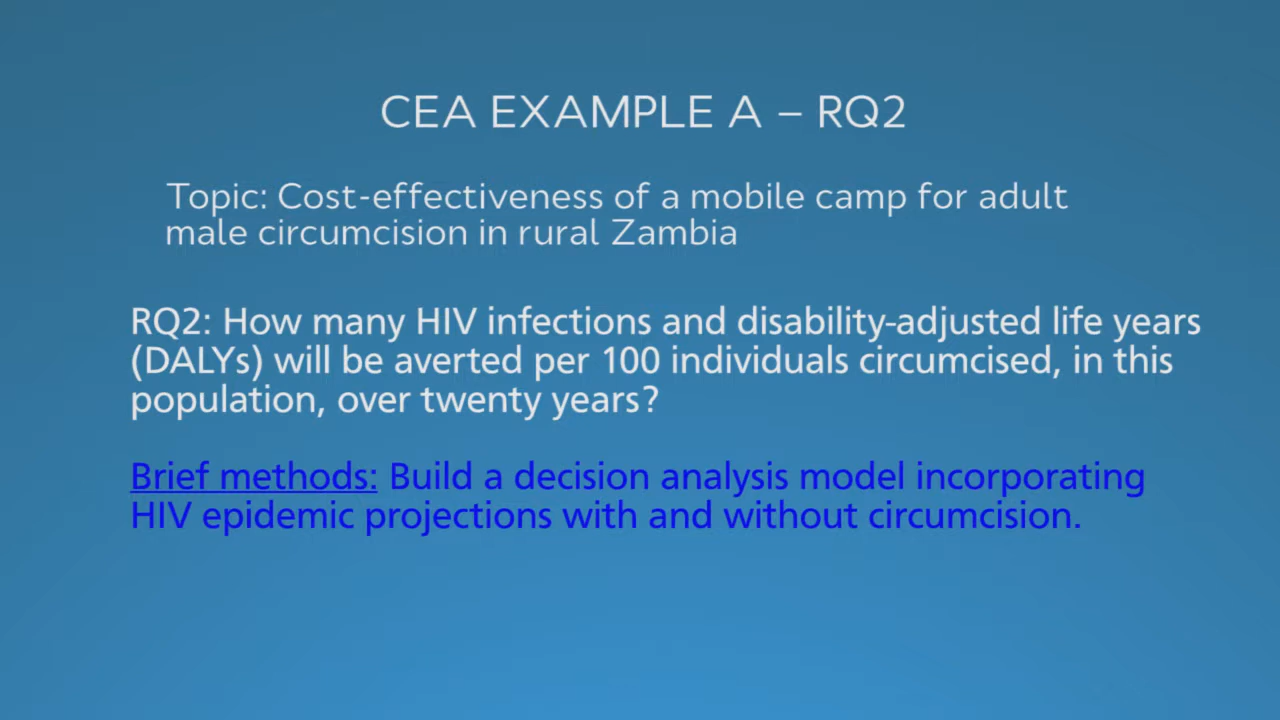 CEA EXAMPLE A – RQ2
Topic: Cost-effectiveness of a mobile camp for adult
male circumcision in rural Zambia
RQ2: How many HIV infections and disability-adjusted life years
(DALYs) will be averted per 100 individuals circumcised, in this
population, over twenty years?
Brief methods: Build a decision analysis model incorporating
HIV epidemic projections with and without circumcision.